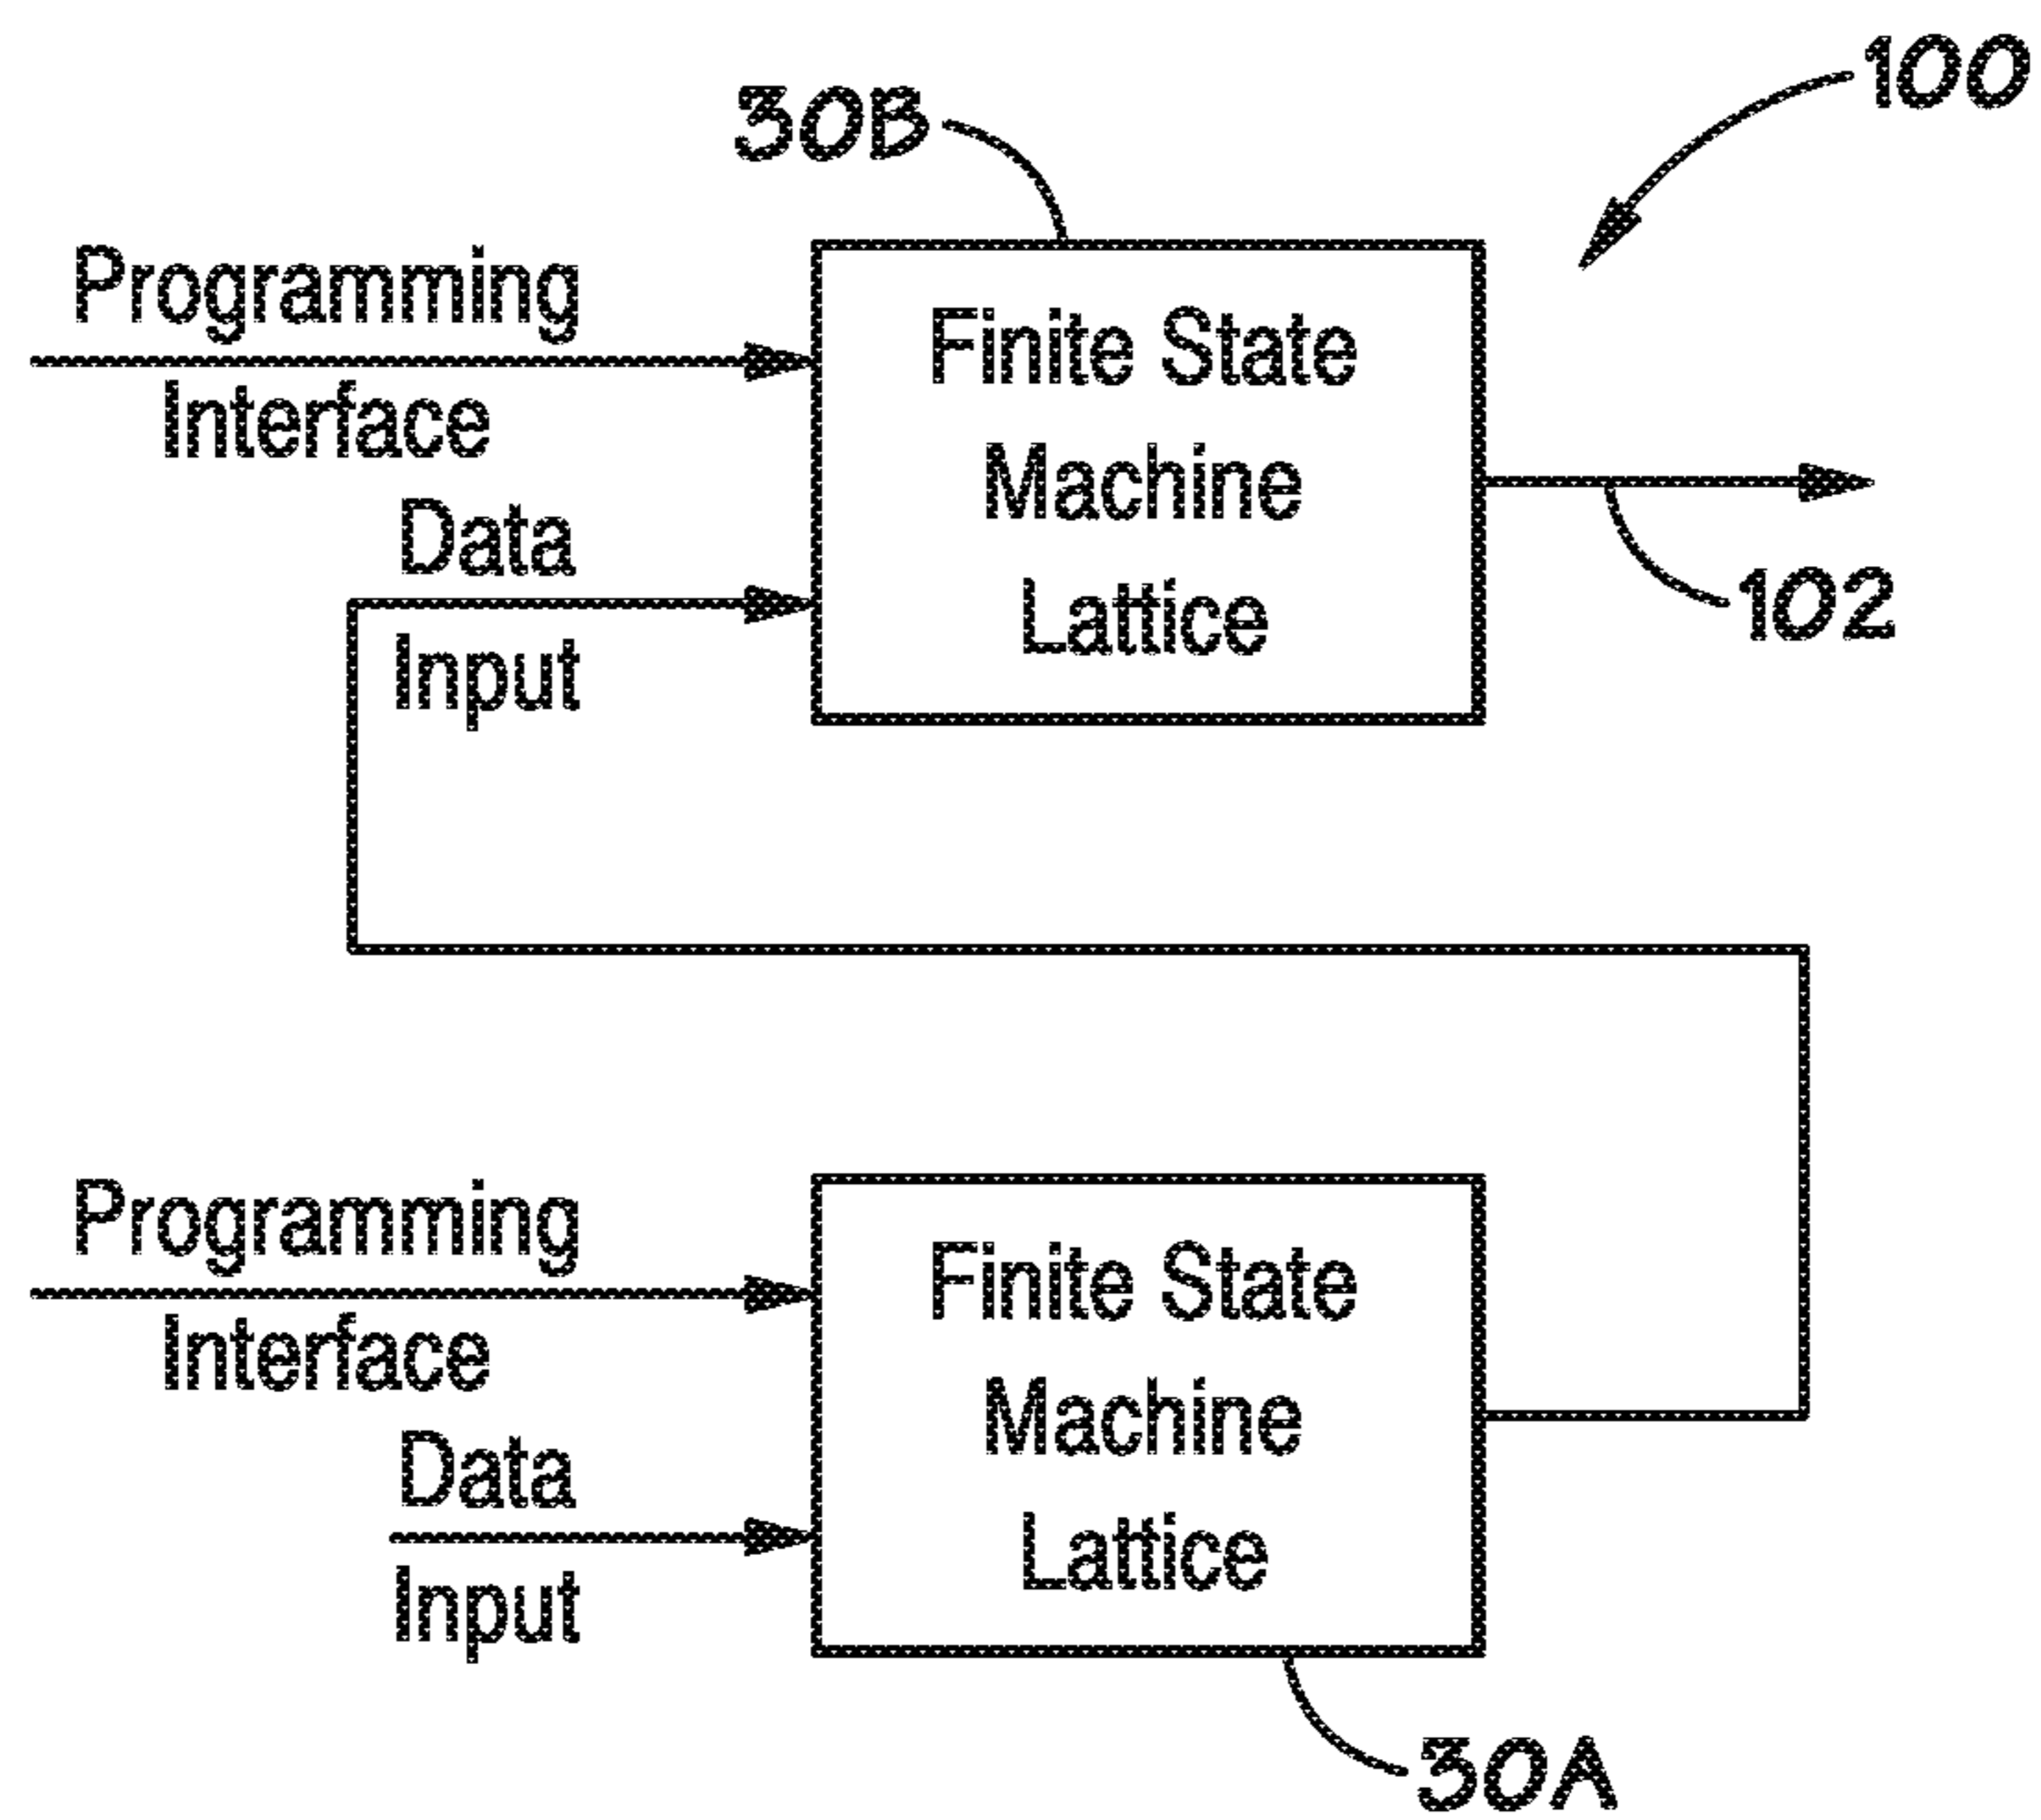 100
30B
Programming
Interface
Finite State
Machine
Lattice
Data
Input
102
Programming
Interface
Finite State
Machine
Lattice
Data
Input
30A